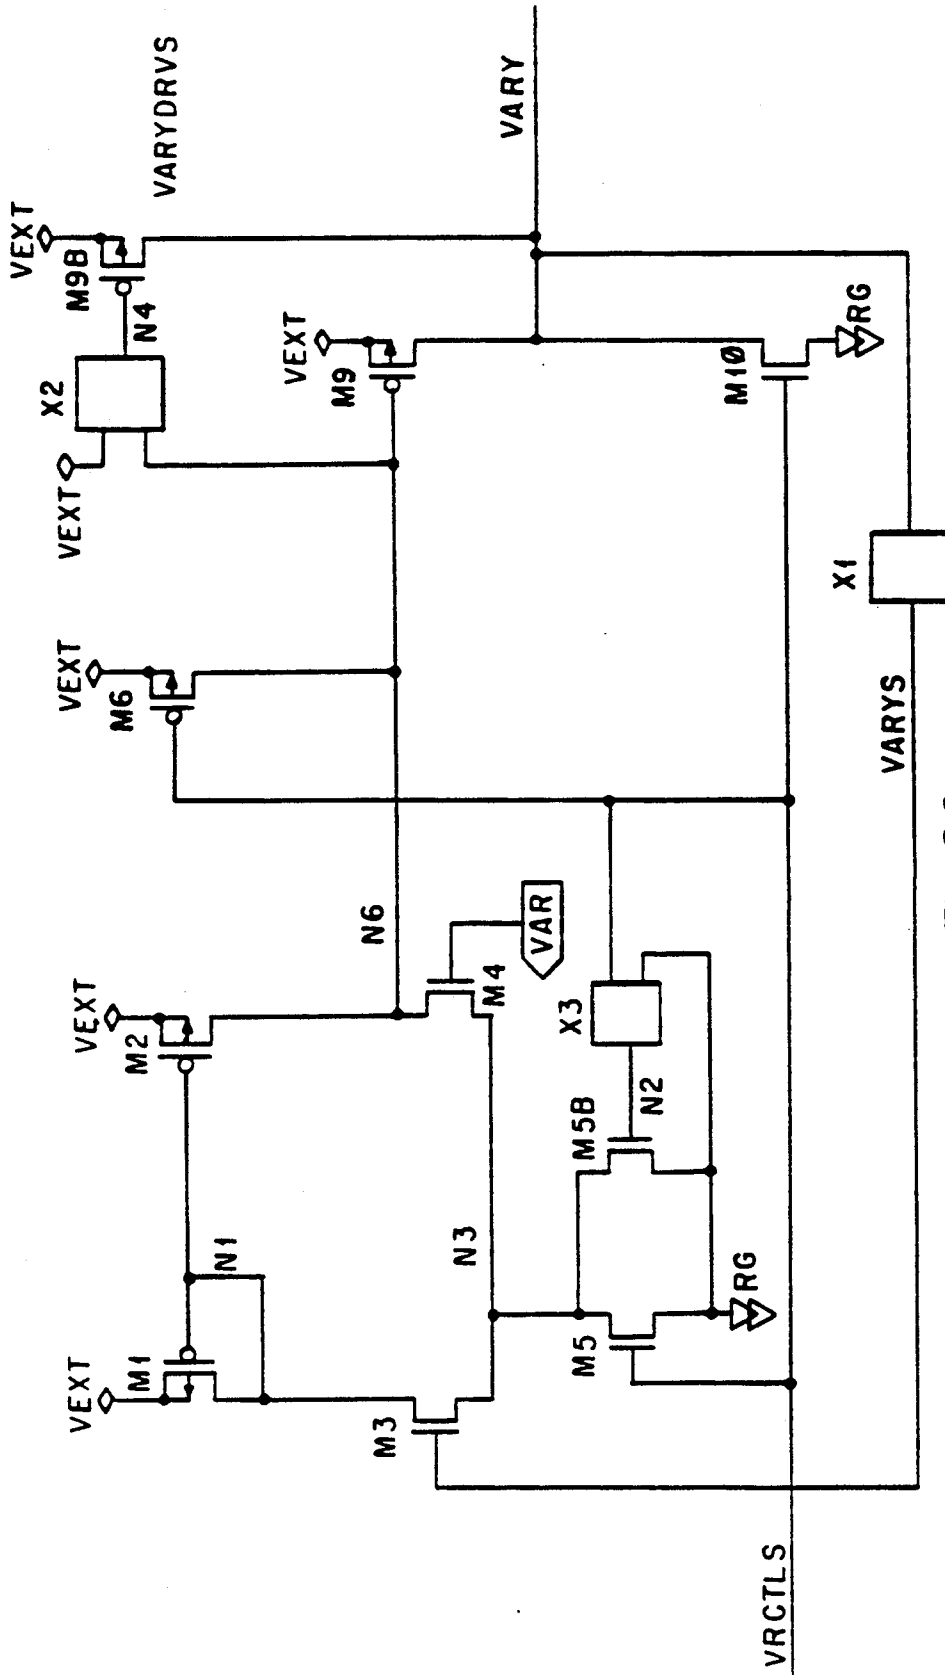 VEXT
M1
N1
VEXT
M2
M3
N6
M4
VAR
N3
M5
RG
M5B
N2
X3
VRCTLS
VEXT
M6
VEXT
X2
N4
VEXT
M9B
VARYDRVS
VEXT
M9
VARY
M10
RG
X1
VARYS